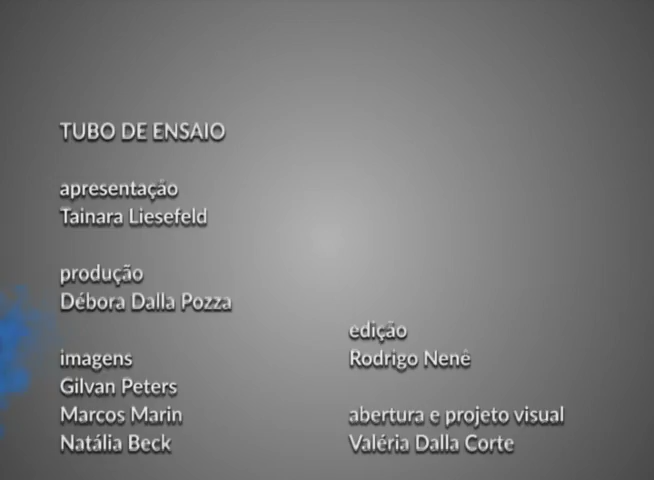 TUBO DE ENSAIO
apresentação
Tainara Liesefeld
produção
Débora Dalla Pozza
imagens
Gilvan Peters
Marcos Marin
Natália Beck
edição
Rodrigo Nenê
abertura e projeto visual
Valéria Dalla Corte